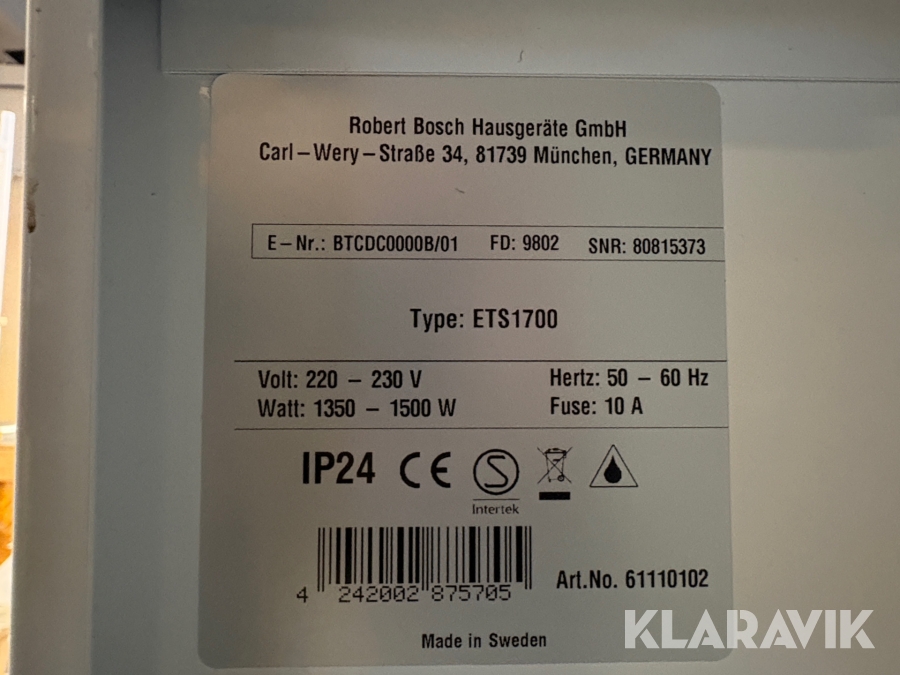 Robert Bosch Hausgeräte GmbH
Carl – Wery – Straße 34, 81739 München, GERMANY
E – Nr.: BTCDC0000B/01 FD: 9802 SNR: 80815373
Type: ETS1700
Volt: 220 – 230 V Hertz: 50 – 60 Hz
Watt: 1350 – 1500 W Fuse: 10 A
IP24 CE S
Intertek
4 242002 875705 Art.No. 61110102
Made in Sweden
KLARAVIK